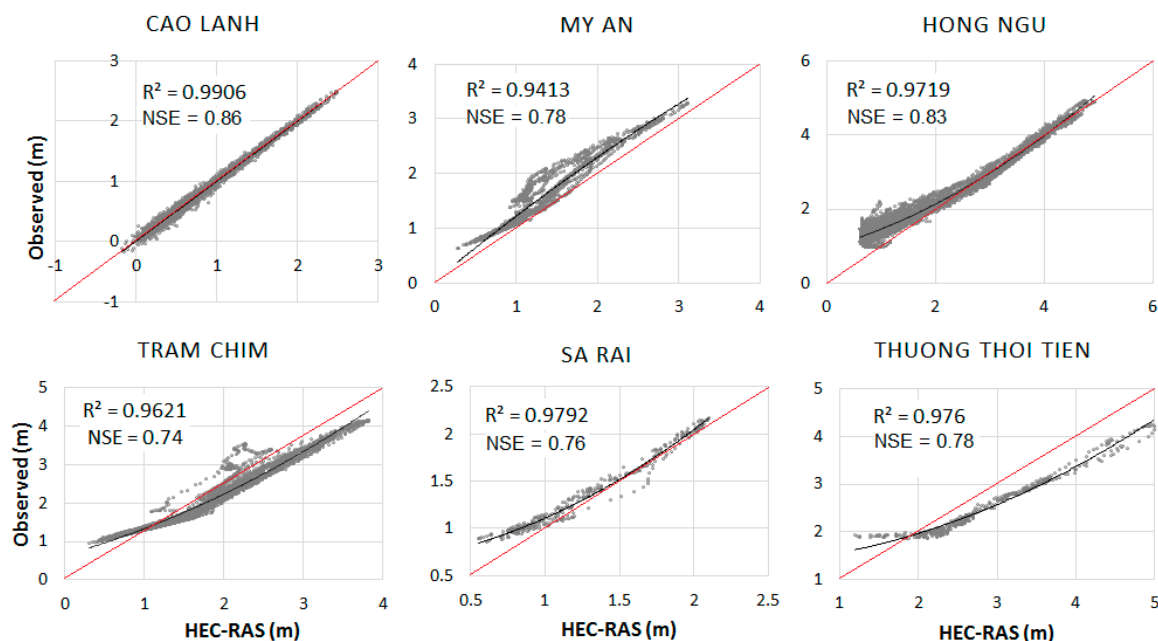 CAO LANH
MY AN
HONG NGU
R² = 0.9906
NSE = 0.86
Observed (m)
3
2
1
0
-1
-1
0
1
2
3
R² = 0.9413
NSE = 0.78
4
3
2
1
0
0
1
2
3
4
R² = 0.9719
NSE = 0.83
6
4
2
0
0
2
4
6
TRAM CHIM
SA RAI
THUONG THOI TIEN
R² = 0.9621
NSE = 0.74
Observed (m)
5
4
3
2
1
0
0
1
2
3
4
HEC-RAS (m)
R² = 0.9792
NSE = 0.76
2.5
2
1.5
1
0.5
0.5
1
1.5
2
2.5
HEC-RAS (m)
R² = 0.976
NSE = 0.78
5
4
3
2
1
1
2
3
4
5
HEC-RAS (m)